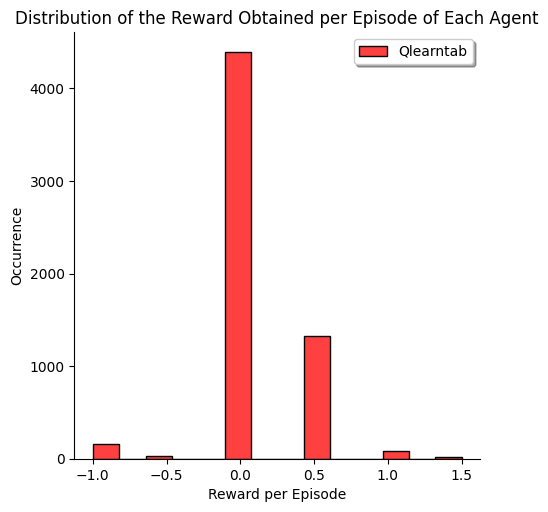 Distribution of the Reward Obtained per Episode of Each Agent
Qlearntab
4000
3000
2000
1000
0
Occurrence
−1.0 −0.5 0.0 0.5 1.0 1.5
Reward per Episode